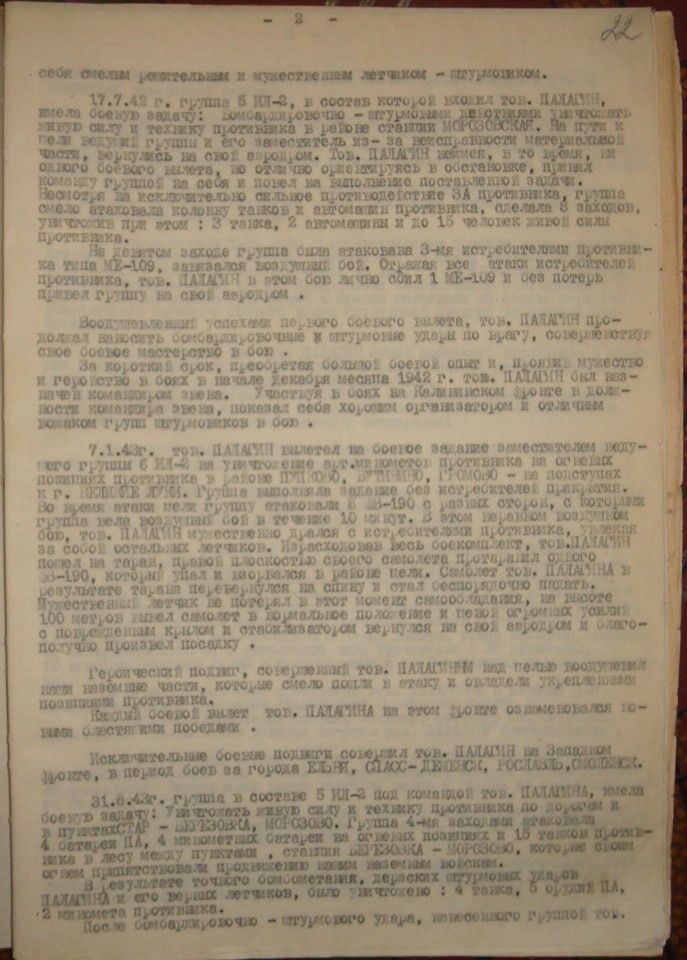 - 2 -
22
себя смелым решительным и мужественным летчиком - штурмовиком.
17.7.42 г. группа 5 ИЛ-2, в состав которой входил тов. ПАЛАГИН,
имела боевую задачу: Бомбардировочно - штурмовыми действиями уничтожать
живую силу и технику противника в районе станции МОРОЗОВСКАЯ. На пути к
цели ведущий группы и его заместитель из- за неисправности материальной
части, вернулись на свой аэродром. Тов. ПАЛАГИН неимея, в то время, ни
одного боевого вылета, но отлично ориентируясь в обстановке, принял
команду группой на себя и повел на выполнение поставленной задачи.
Несмотря на исключительно сильное противодействие ЗА противника, группа
смело атаковала колонну танков и автомашин противника, сделала 8 заходов,
уничтожив при этом : 3 танка, 2 автомашины и до 15 человек живой силы
противника.
На девятом заходе группа была атакована 3-мя истребителями противни-
ка типа МЕ-109, завязался воздушный бой. Отражая все атаки истребителей
противника, тов. ПАЛАГИН в этом бою лично сбил 1 МЕ-109 и без потерь
привел группу на свой аэродром .
Воодушевленный успехами первого боевого вылета, тов. ПАЛАГИН про-
должал наносить бомбардировочные и штурмовые удары по врагу, совершенствуя
свое боевое мастерство в бою .
За короткий срок, преобретая большой боевой опыт и, проявив мужество
и геройство в боях в начале декабря месяца 1942 г. тов. ПАЛАГИН был наз-
начен командиром звена. Участвуя в боях на Калининском фронте в долж-
ности командира звена, показал себя хорошим организатором и отличным
вожаком групп штурмовиков в бою .
7.1.43г. тов. ПАЛАГИН вылетел на боевое задание заместителем веду-
щего группы 6 ИЛ-2 на уничтожение арт.минометов противника на огневых
позициях противника в районе ПУПКОВО, БУТИТИНО, ГРОМОВО - на подступах
к г. ВЕЛИКИЕ ЛУКИ. Группа выполняла задание без истребителей прикрытия.
Во время атаки цели группу атаковали 8 ФВ-190 с разных сторон, с которыми
группа вела воздушный бой в течение 10 минут. В этом неравном воздушном
бою, тов. ПАЛАГИН мужественно дрался с истребителями противника, увлекая
за собой остальных летчиков. Израсходовав весь боекомплект, тов.ПАЛАГИН
пошел на таран, правой плоскостью своего самолета протаранил одного
ФВ-190, который упал и взорвался в районе цели. Самолет тов. ПАЛАГИНА в
результате тарана перевернулся на спину и стал беспорядочно падать.
Мужественный летчик не потерял в этот момент самообладания, на высоте
100 метров вывел самолет в нормальное положение и ценой огромных усилий
с поврежденным крылом и стабилизатором вернулся на свой аэродром и благо-
получно произвел посадку .
Героический подвиг, совершенный тов. ПАЛАГИНЫМ над целью воодушевил
наши наземные части, которые смело пошли в атаку и овладели укрепленными
позициями противника.
Каждый боевой вылет тов. ПАЛАГИНА на этом фронте ознаменовался но-
выми блестящими победами .
Исключительные боевые подвиги совершил тов. ПАЛАГИН на Западном
фронте, в период боев за города ЕЛЬНЯ, СПАСС-ДЕМЕНСК, РОСЛАВЛЬ,СМОЛЕНСК.
31.8.43г. группа в составе 5 ИЛ-2 под командой тов. ПАЛАГИНА, имела
боевую задачу: Уничтожать живую силу и технику противника по дорогам и
в пунктахСТАР - БЕРЕЗОВКА, МОРОЗОВО. Группа 4-мя заходами атаковала
4 батареи ПА, 4 минометных батареи на огневых позициях и 15 танков против-
ника в лесу между пунктами , станция БЕРЕЗОВКА - МОРОЗОВО, которые своим
огнем припятствовали продвижению нашим наземным войскам.
В результате точного бомбометания, дерзских штурмовых ударов
ПАЛАГИНА и его верных летчиков, было уничтожено : 4 танка, 5 орудий ПА,
2 миномета противника.
После бомбардировочно - штурмового удара, нанесенного группой тов.